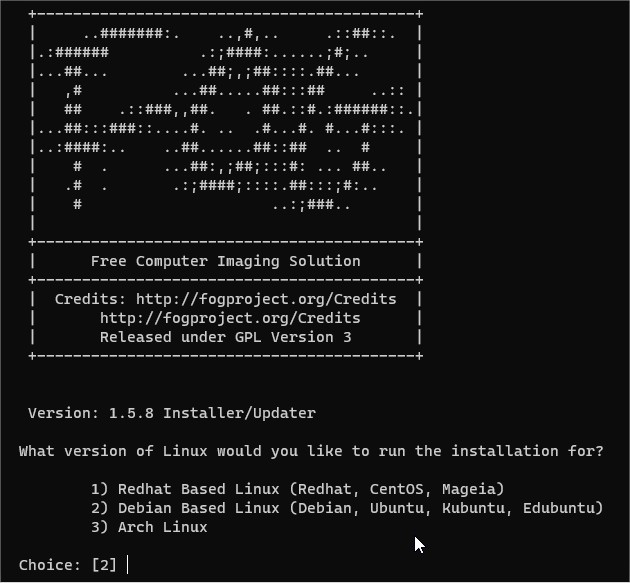 +------------------------------------------+
|     ..#######:.    ..,#,..     .::##::.  |
|.:######          .:;####:......;#;..     |
|...##...        ...##;,;##::::.##...      |
|   ,#          ...##.....##:::##     ..:: |
|   ##    .::###,,##.   . ##.::#.:######::.|
|...##:::###::....#. ..  .#...#. #...#:::. |
|..:####:..    ..##......##::##  ..  #     |
|    #  .      ...##:,;##;:::#: ... ##..   |
|   .#  .       .:;####;::::.##:::;#:..    |
|    #                     ..:;###..       |
|                                          |
+------------------------------------------+
|      Free Computer Imaging Solution      |
+------------------------------------------+
|  Credits: http://fogproject.org/Credits  |
|       http://fogproject.org/Credits      |
|       Released under GPL Version 3       |
+------------------------------------------+
Version: 1.5.8 Installer/Updater
What version of Linux would you like to run the installation for?
1) Redhat Based Linux (Redhat, CentOS, Mageia)
2) Debian Based Linux (Debian, Ubuntu, Kubuntu, Edubuntu)
3) Arch Linux
Choice: [2]